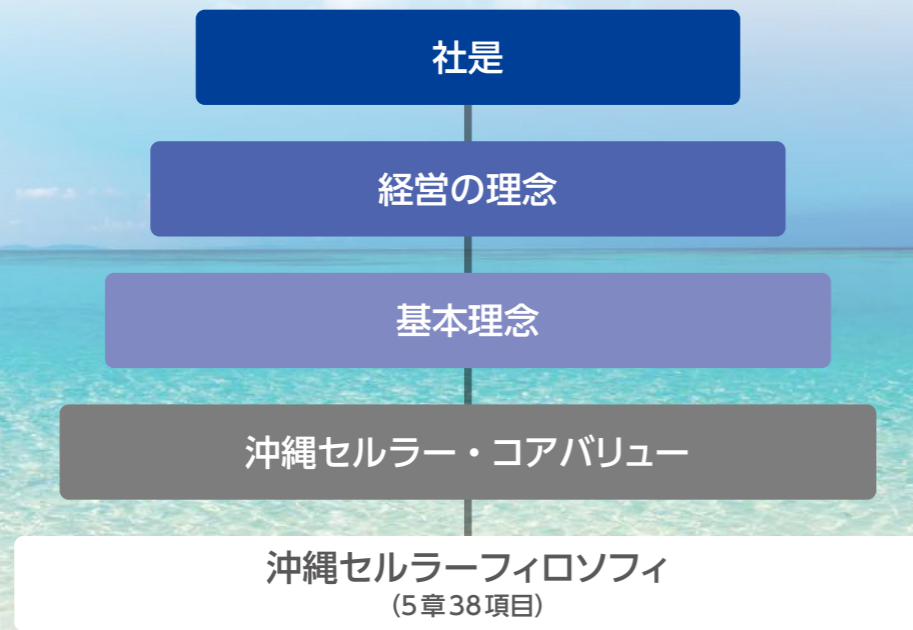 社是
経営の理念
基本理念
沖縄セルラー・コアバリュー
沖縄セルラーフィロソフィ
(5章38項目)